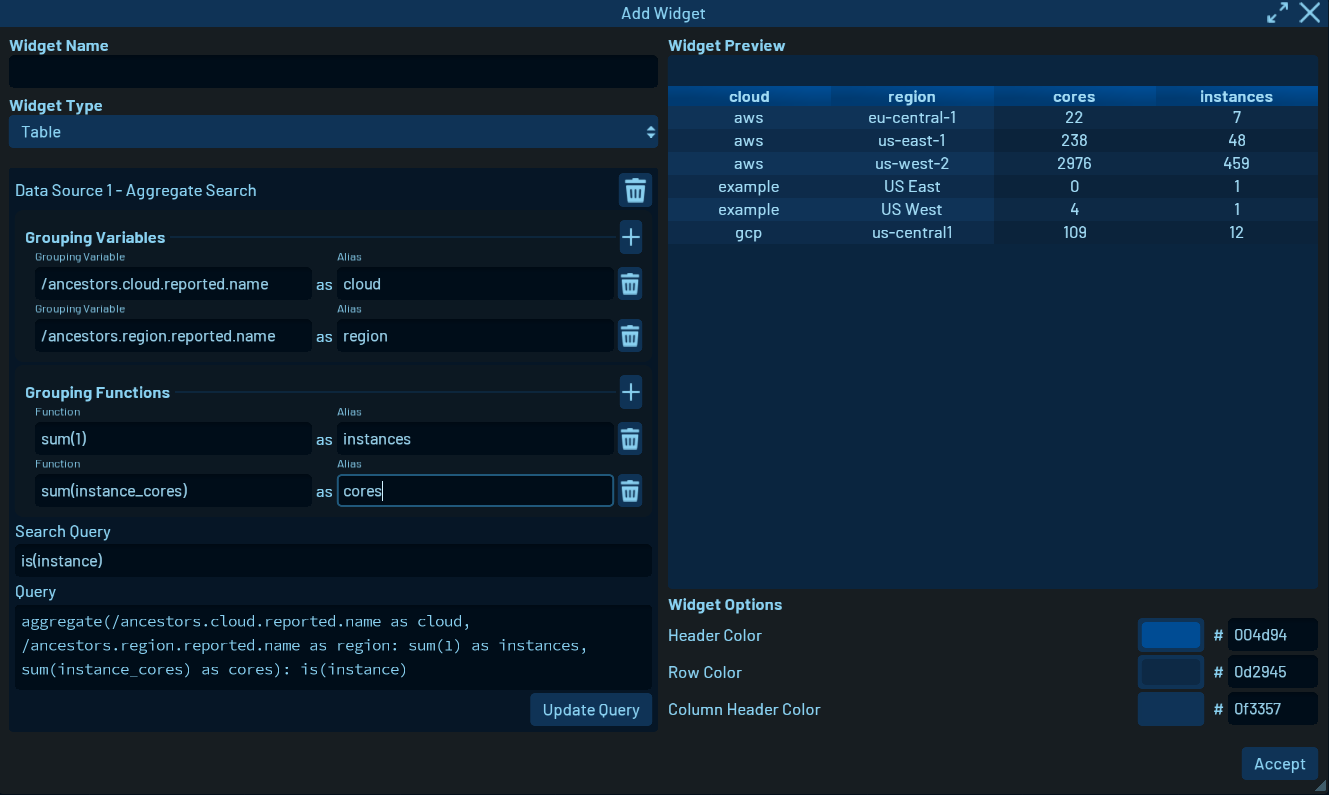 Add Widget
Widget Name
Widget Type
Table
Data Source 1 - Aggregate Search
Grouping Variables
Grouping Variable Alias
/ancestors.cloud.reported.name as cloud
Grouping Variable Alias
/ancestors.region.reported.name as region
Grouping Functions
Function Alias
sum(1) as instances
Function Alias
sum(instance_cores) as cores
Search Query
is(instance)
Query
aggregate(/ancestors.cloud.reported.name as cloud,
/ancestors.region.reported.name as region: sum(1) as instances,
sum(instance_cores) as cores): is(instance)
Update Query
Widget Preview
cloud region cores instances
aws eu-central-1 22 7
aws us-east-1 238 48
aws us-west-2 2976 459
example US East 0 1
example US West 4 1
gcp us-central1 109 12
Widget Options
Header Color # 004d94
Row Color # 0d2945
Column Header Color # 0f3357
Accept